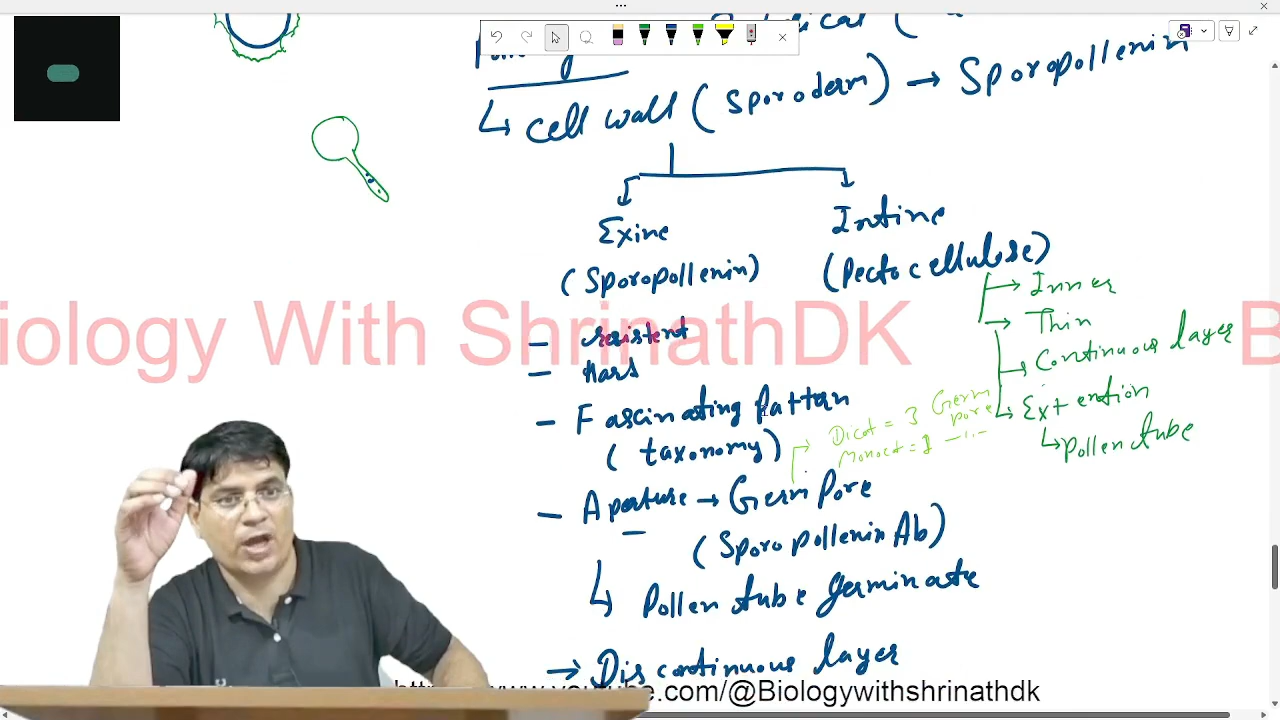 cell wall (sporoderm) → Sporopollenin
Exine
Intine
(Sporopollenin)
(Pectocellulose)
→ Inner
→ Thin
→ Continuous layer
→ Extention
Pollen tube
iology With ShrinathDK
B
- resistent
- Hard
- Fascinating pattern
(taxonomy)
Dicot = 3 Germ pore
Monocot = 1 -"-
- Aperture → Germ Pore
(Sporopollenin Ab)
Pollen tube germinate
→ Discontinuous layer
.com/@Biologywithshrinathdk